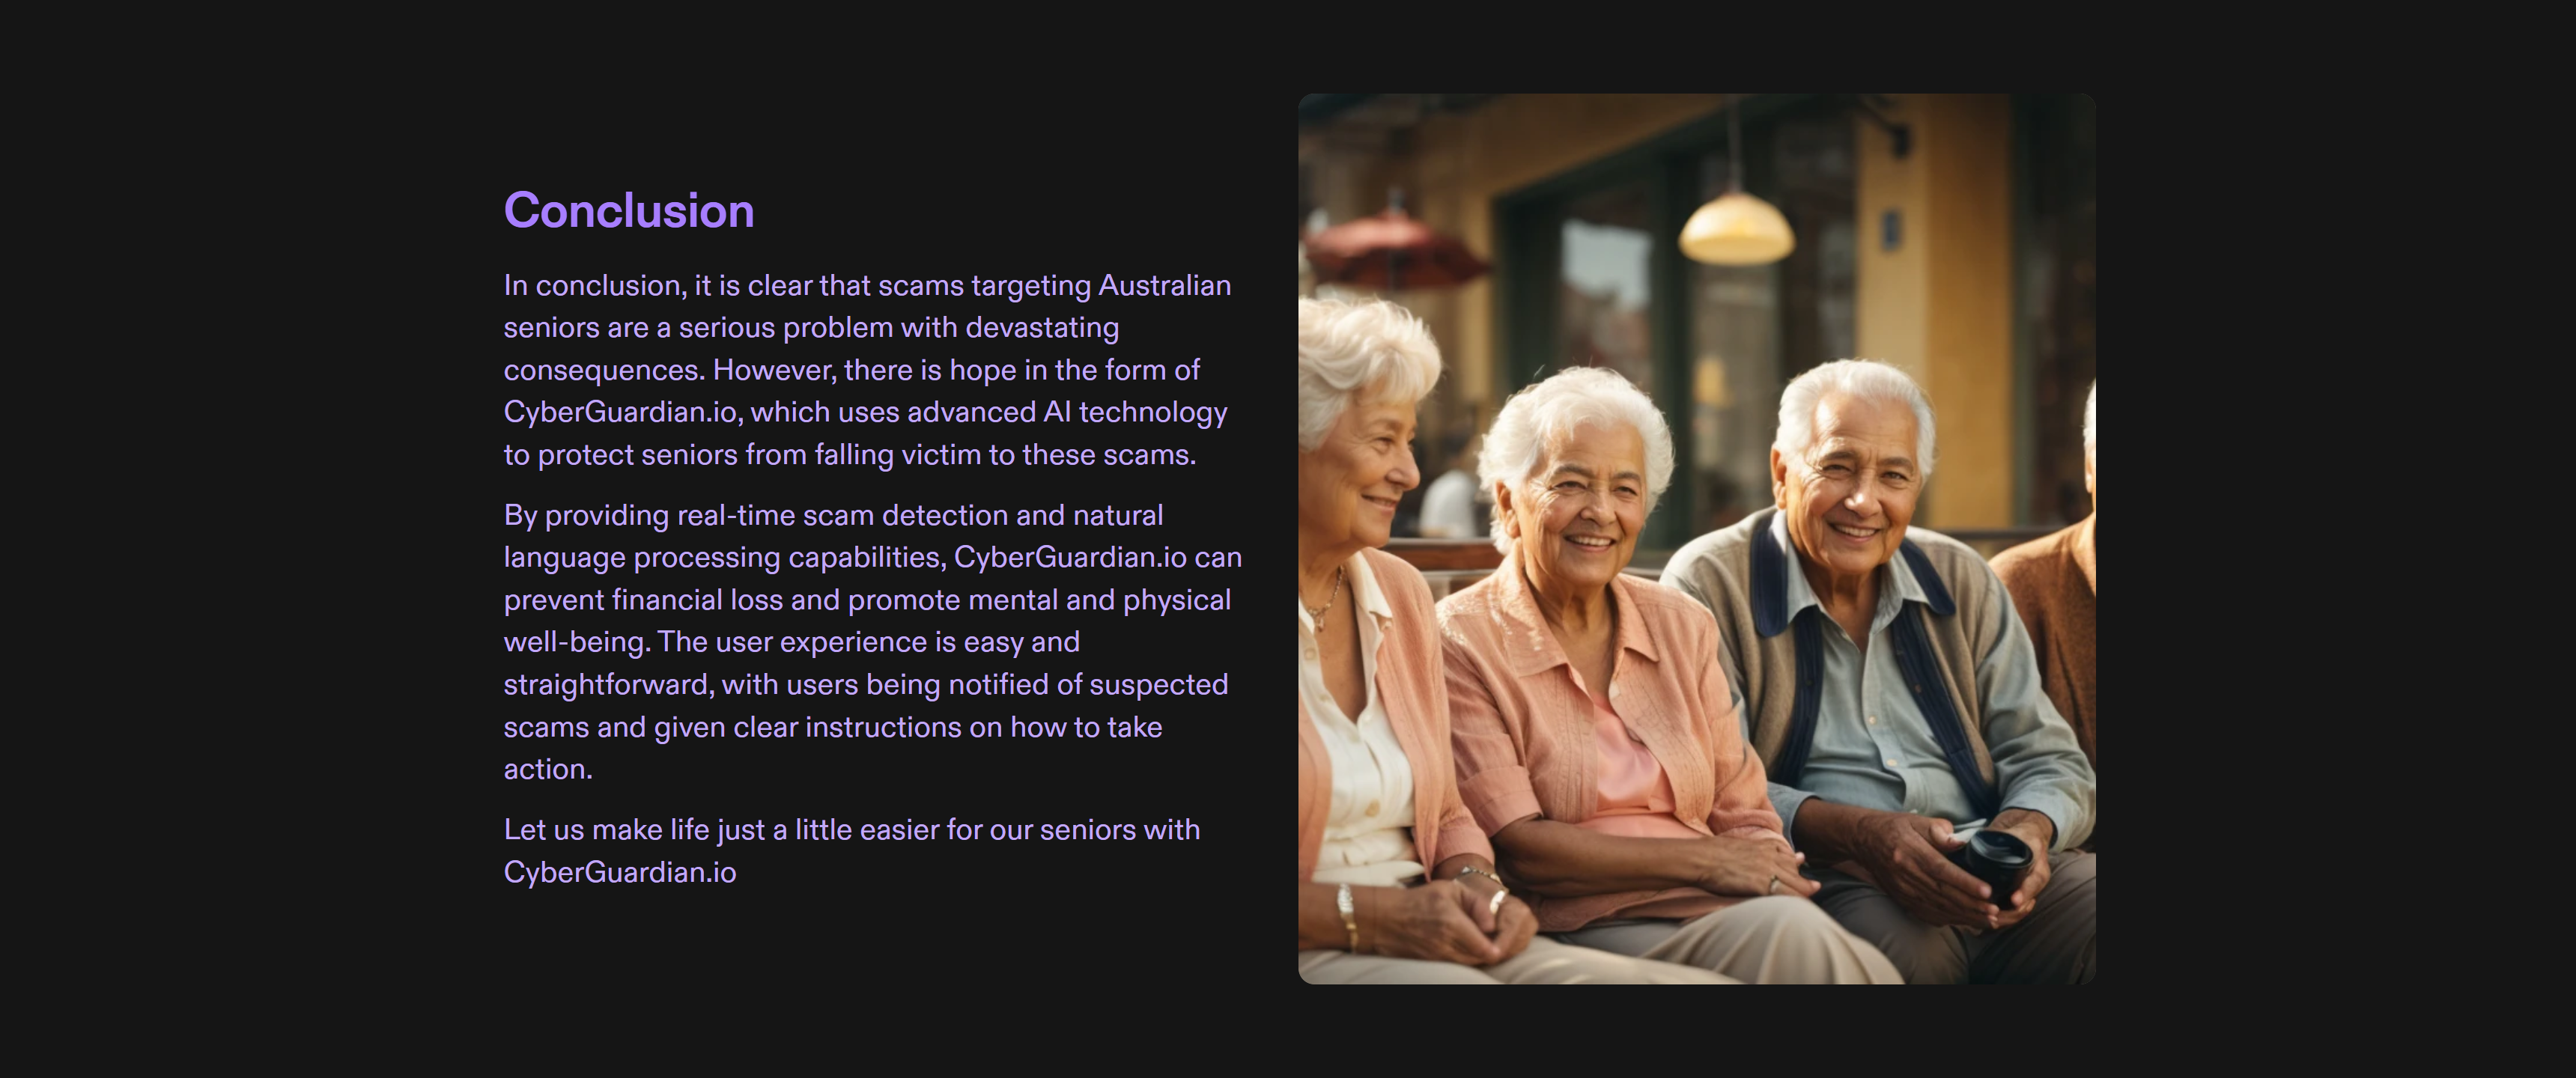 Conclusion
In conclusion, it is clear that scams targeting Australian
seniors are a serious problem with devastating
consequences. However, there is hope in the form of
CyberGuardian.io, which uses advanced AI technology
to protect seniors from falling victim to these scams.
By providing real-time scam detection and natural
language processing capabilities, CyberGuardian.io can
prevent financial loss and promote mental and physical
well-being. The user experience is easy and
straightforward, with users being notified of suspected
scams and given clear instructions on how to take
action.
Let us make life just a little easier for our seniors with
CyberGuardian.io